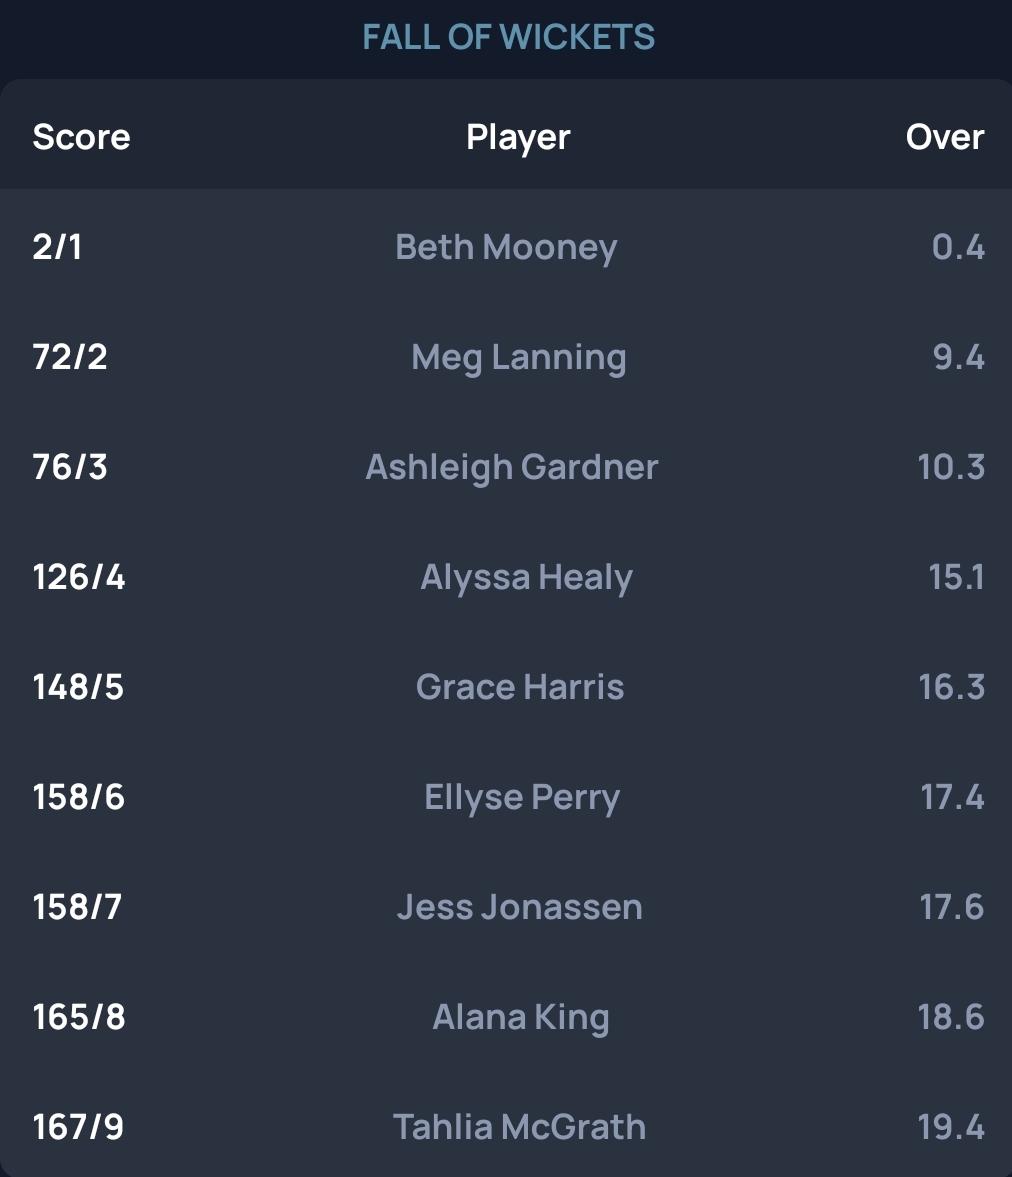 FALL OF WICKETS
Score Player Over
2/1 Beth Mooney 0.4
72/2 Meg Lanning 9.4
76/3 Ashleigh Gardner 10.3
126/4 Alyssa Healy 15.1
148/5 Grace Harris 16.3
158/6 Ellyse Perry 17.4
158/7 Jess Jonassen 17.6
165/8 Alana King 18.6
167/9 Tahlia McGrath 19.4